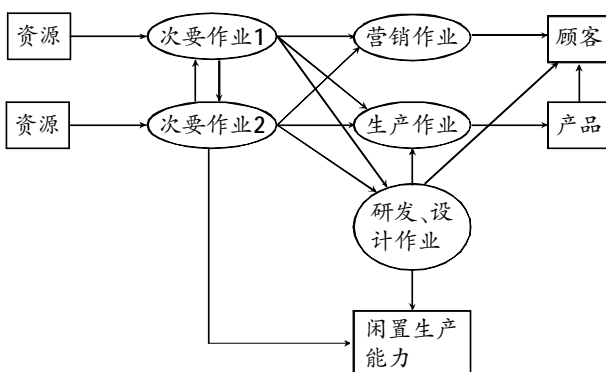 资源
次要作业1
营销作业
顾客
资源
次要作业2
生产作业
产品
研发、设
计作业
闲置生产
能力